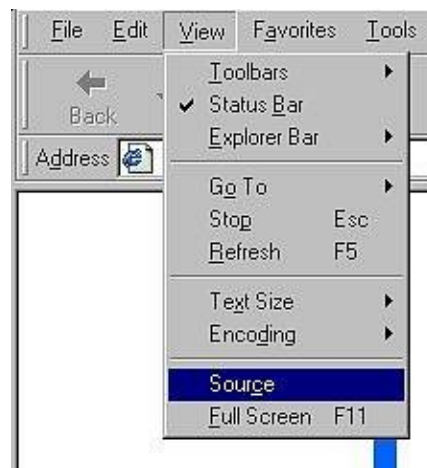 File Edit View Favorites Tools
Toolbars
Back
Status Bar
Explorer Bar
Address
Go To
Stop Esc
Refresh F5
Text Size
Encoding
Source
Full Screen F11